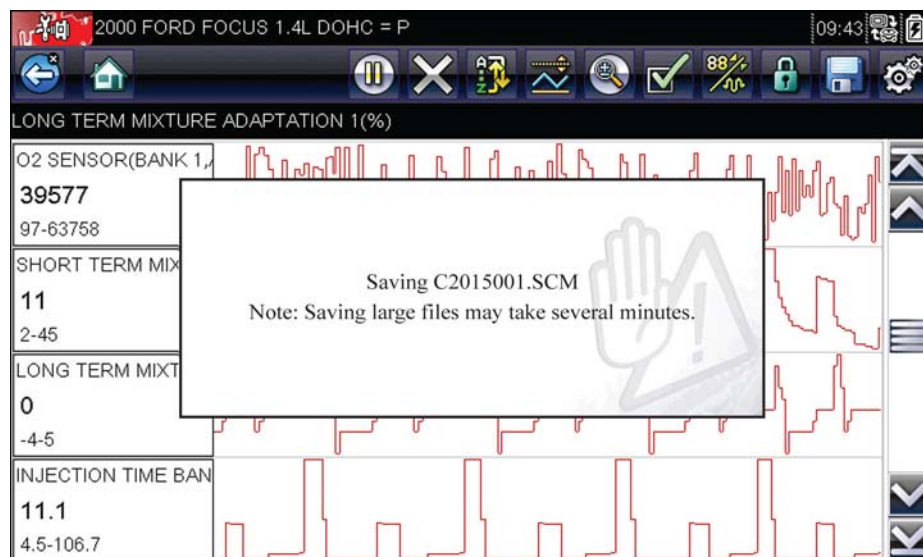 2000 FORD FOCUS 1.4L DOHC = P
09:43
LONG TERM MIXTURE ADAPTATION 1(%)
O2 SENSOR(BANK 1,
39577
97-63758
SHORT TERM MIX
11
2-45
LONG TERM MIXT
0
-4-5
INJECTION TIME BAN
11.1
4.5-106.7
Saving C2015001.SCM
Note: Saving large files may take several minutes.